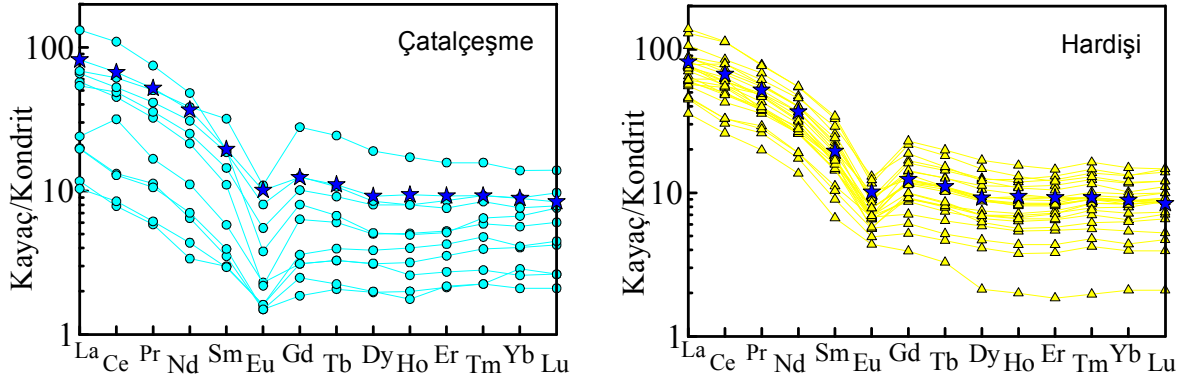 Çatalçeşme
Kayaç/Kondrit
100
10
1
La Ce Pr Nd Sm Eu Gd Tb Dy Ho Er Tm Yb Lu
Hardişi
Kayaç/Kondrit
100
10
1
La Ce Pr Nd Sm Eu Gd Tb Dy Ho Er Tm Yb Lu